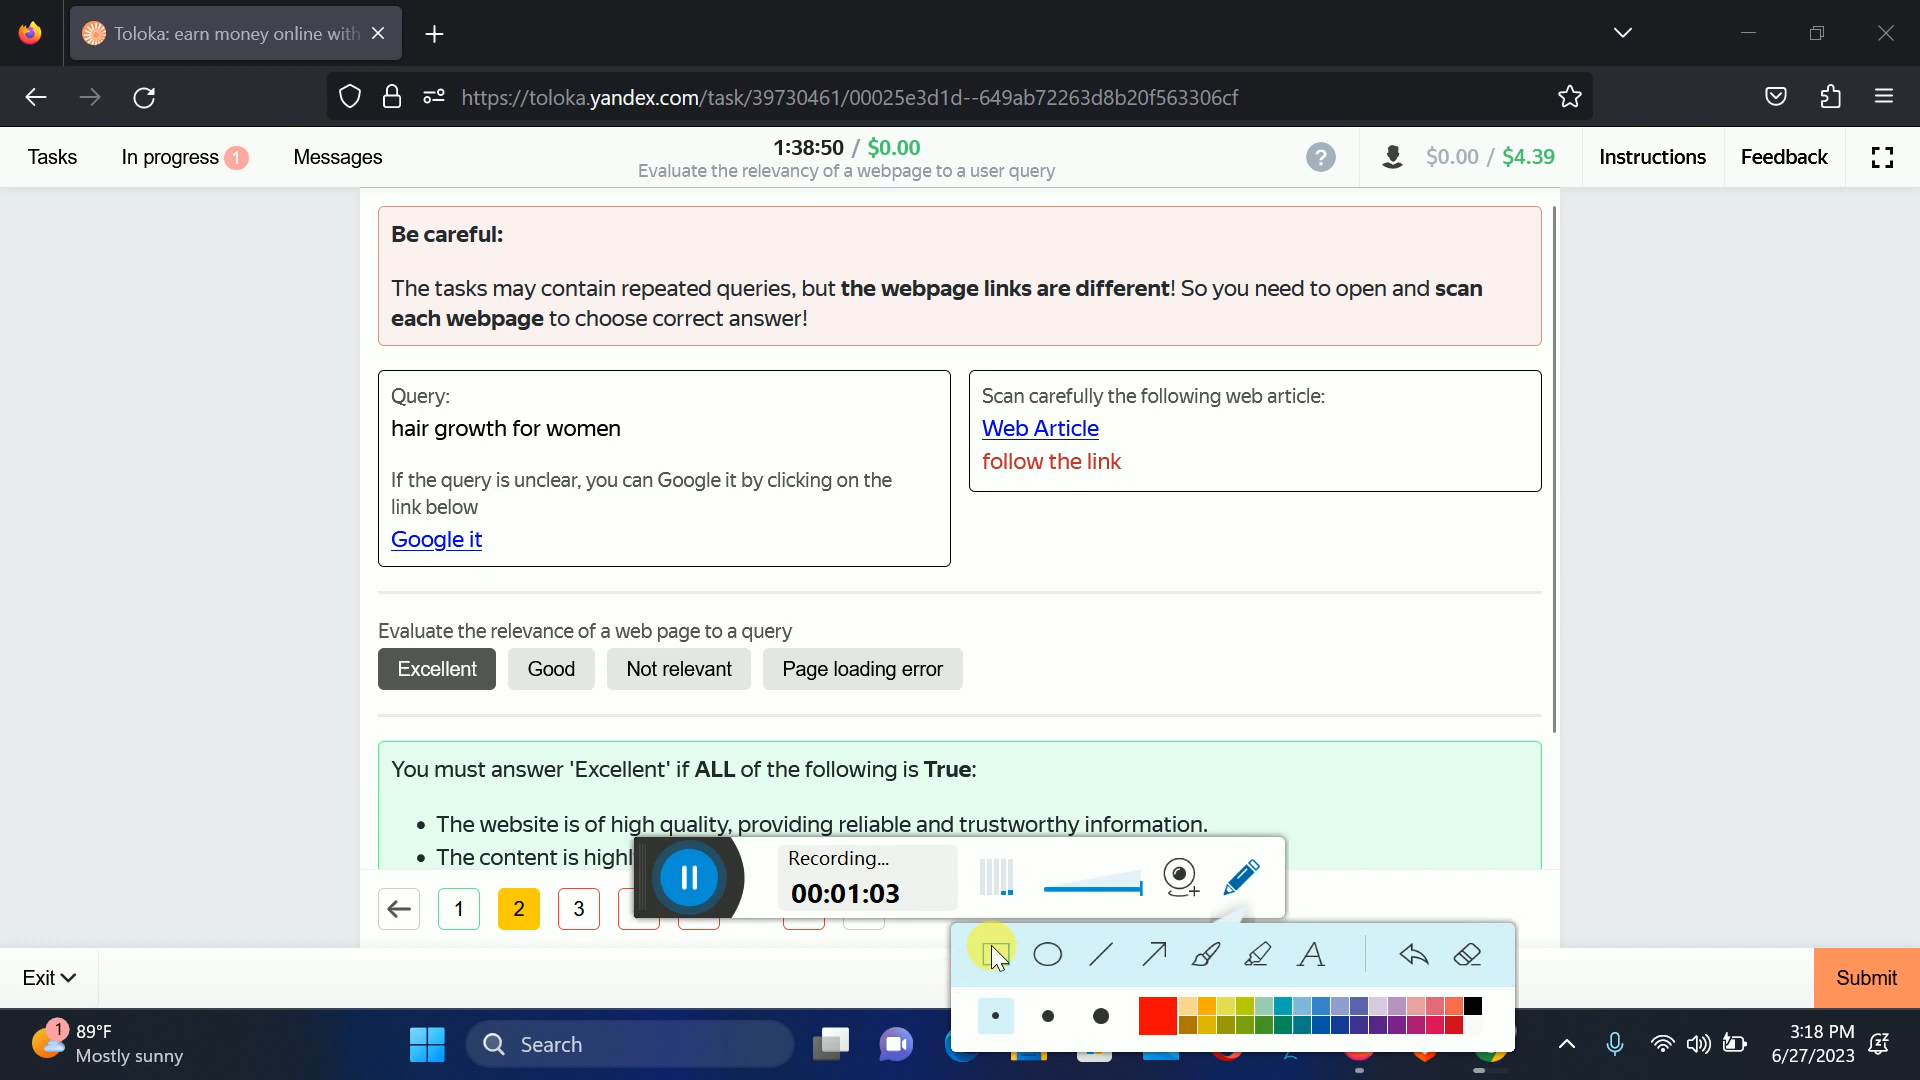 Toloka: earn money online with
https://toloka.yandex.com/task/39730461/00025e3d1d--649ab72263d8b20f563306cf
Tasks
In progress 1
Messages
1:38:50 / $0.00
Evaluate the relevancy of a webpage to a user query
?
$0.00 / $4.39
Instructions
Feedback
Be careful:
The tasks may contain repeated queries, but the webpage links are different! So you need to open and scan
each webpage to choose correct answer!
Query:
hair growth for women
If the query is unclear, you can Google it by clicking on the
link below
Google it
Scan carefully the following web article:
Web Article
follow the link
Evaluate the relevance of a web page to a query
Excellent
Good
Not relevant
Page loading error
You must answer 'Excellent' if ALL of the following is True:
• The website is of high quality, providing reliable and trustworthy information.
• The content is highl
Recording...
00:01:03
1
2
3
A
Exit
Submit
1
89°F
Mostly sunny
Search
3:18 PM
6/27/2023